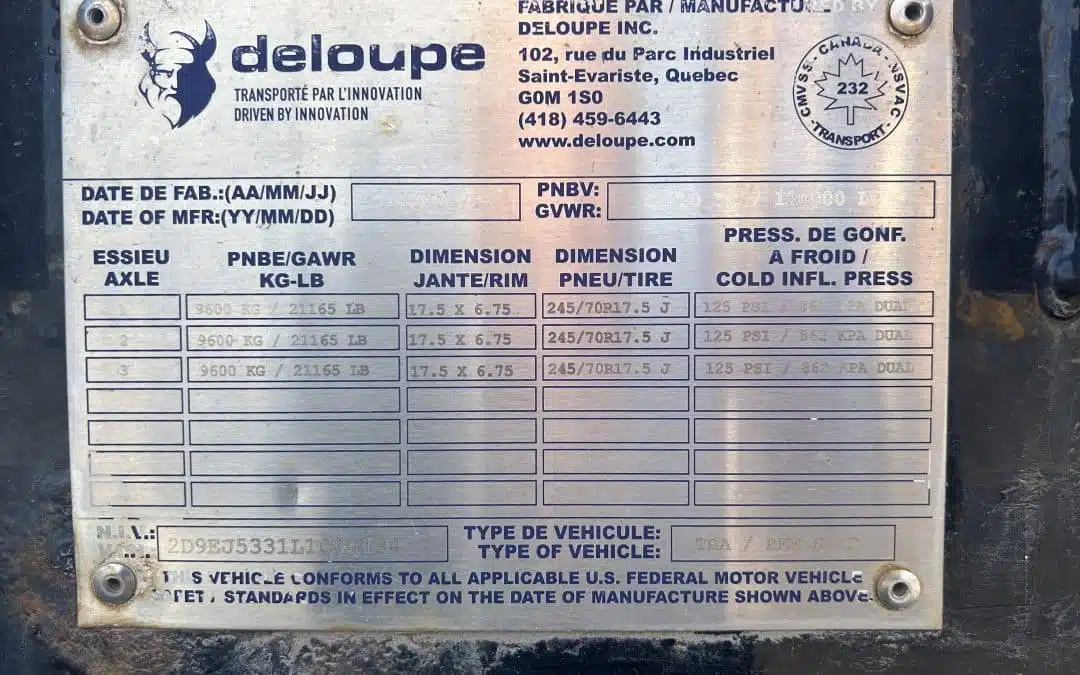 FABRIQUÉ PAR / MANUFACTURED BY
DELOUPE INC.
102, rue du Parc Industriel
Saint-Evariste, Quebec
G0M 1S0
(418) 459-6443
www.deloupe.com
deloupe
TRANSPORTÉ PAR L'INNOVATION
DRIVEN BY INNOVATION
CANADA
CMVSS · NSVAC
232
TRANSPORT
DATE DE FAB.:(AA/MM/JJ)
DATE OF MFR:(YY/MM/DD)
PNBV:
GVWR:
ESSIEU
AXLE
PNBE/GAWR
KG-LB
DIMENSION
JANTE/RIM
DIMENSION
PNEU/TIRE
PRESS. DE GONF.
A FROID /
COLD INFL. PRESS
1 9600 KG / 21165 LB 17.5 X 6.75 245/70R17.5 J 125 PSI / 862 KPA DUAL
2 9600 KG / 21165 LB 17.5 X 6.75 245/70R17.5 J 125 PSI / 862 KPA DUAL
3 9600 KG / 21165 LB 17.5 X 6.75 245/70R17.5 J 125 PSI / 862 KPA DUAL
N.I.V.:
V.I.N.:
TYPE DE VEHICULE:
TYPE OF VEHICLE:
TRA /
THIS VEHICLE CONFORMS TO ALL APPLICABLE U.S. FEDERAL MOTOR VEHICLE
SAFETY STANDARDS IN EFFECT ON THE DATE OF MANUFACTURE SHOWN ABOVE.